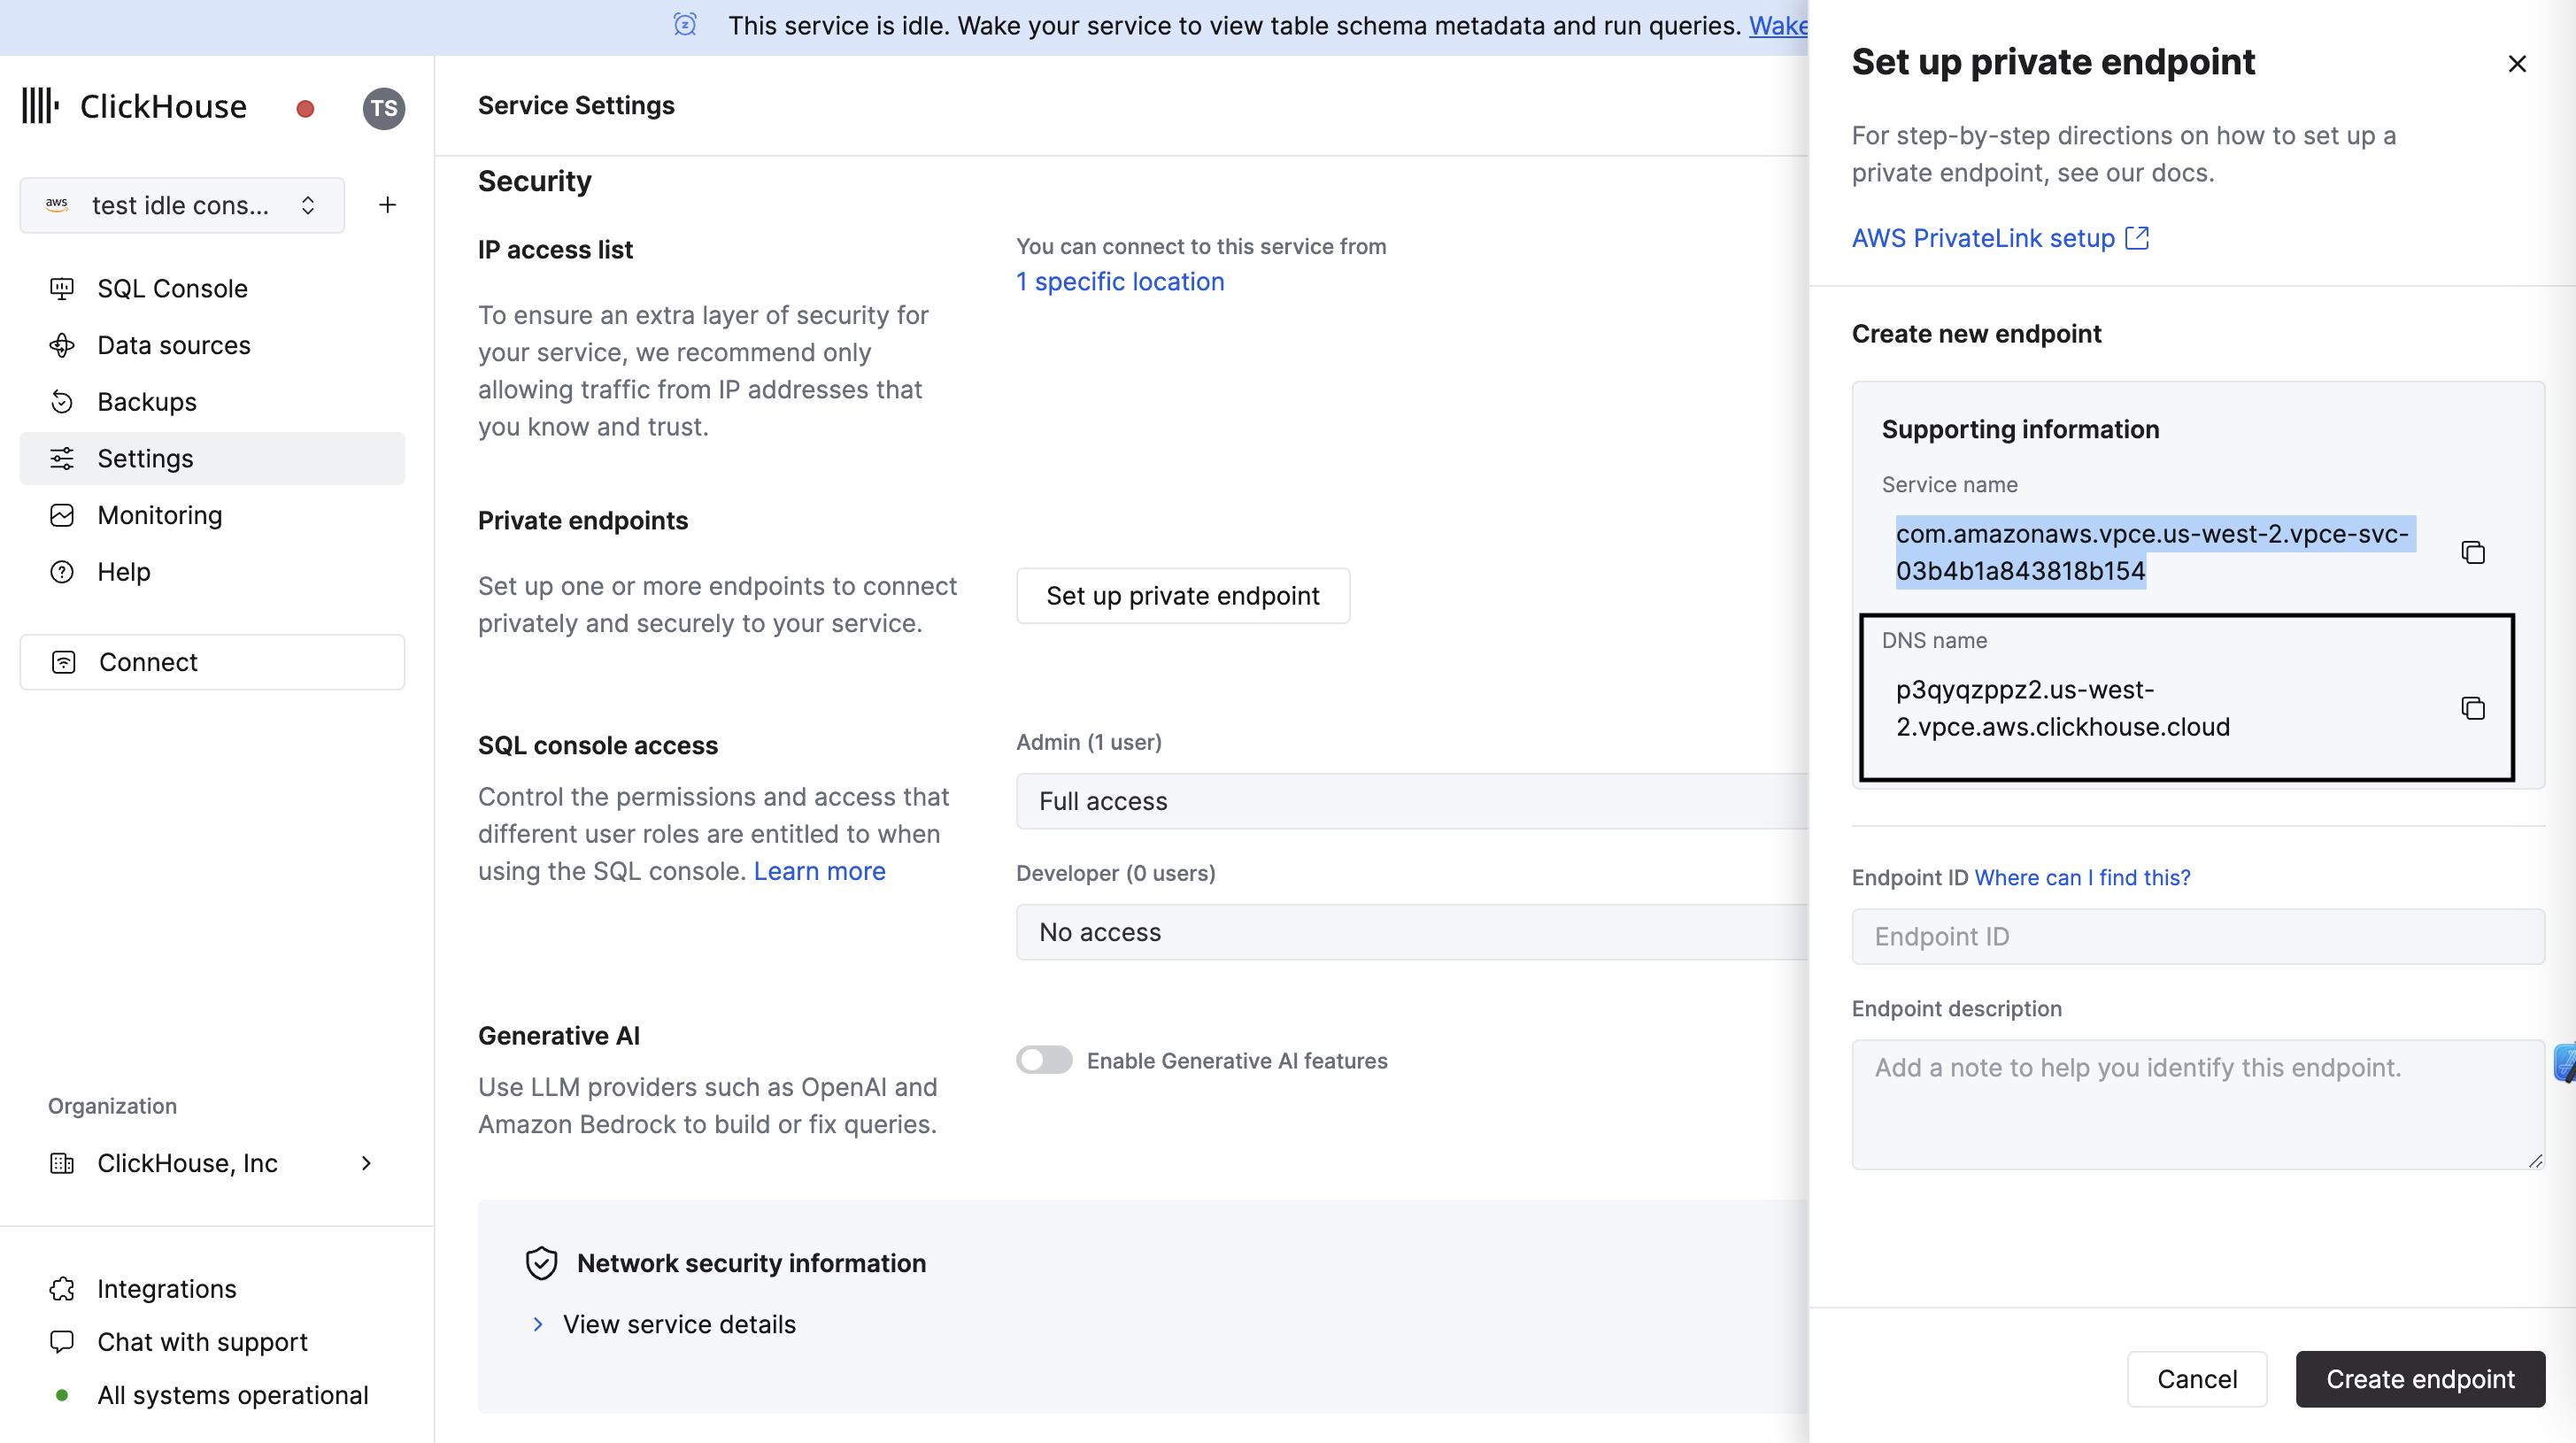 This service is idle. Wake your service to view table schema metadata and run queries. Wake
ClickHouse
TS
aws
test idle cons...
SQL Console
Data sources
Backups
Settings
Monitoring
Help
Connect
Organization
ClickHouse, Inc
Integrations
Chat with support
All systems operational
Service Settings
Security
IP access list
To ensure an extra layer of security for
your service, we recommend only
allowing traffic from IP addresses that
you know and trust.
You can connect to this service from
1 specific location
Private endpoints
Set up one or more endpoints to connect
privately and securely to your service.
Set up private endpoint
SQL console access
Control the permissions and access that
different user roles are entitled to when
using the SQL console. Learn more
Admin (1 user)
Full access
Developer (0 users)
No access
Generative AI
Use LLM providers such as OpenAI and
Amazon Bedrock to build or fix queries.
Enable Generative AI features
Network security information
View service details
Set up private endpoint
For step-by-step directions on how to set up a
private endpoint, see our docs.
AWS PrivateLink setup
Create new endpoint
Supporting information
Service name
com.amazonaws.vpce.us-west-2.vpce-svc-
03b4b1a843818b154
DNS name
p3qyqzppz2.us-west-
2.vpce.aws.clickhouse.cloud
Endpoint ID Where can I find this?
Endpoint ID
Endpoint description
Add a note to help you identify this endpoint.
Cancel
Create endpoint